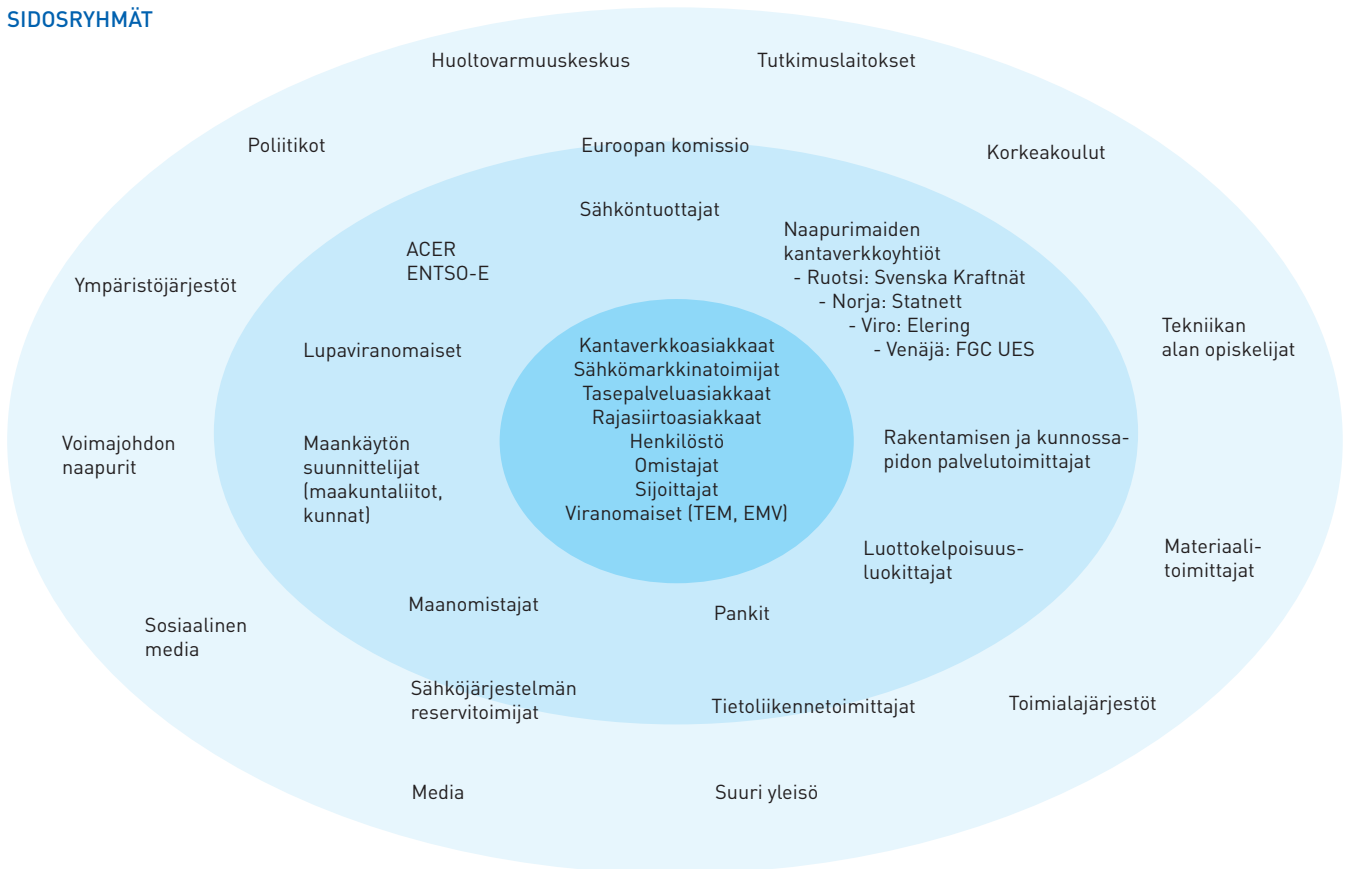 SIDOSRYHMÄT
Huoltovarmuuskeskus
Tutkimuslaitokset
Poliitikot
Euroopan komissio
Korkeakoulut
Sähköntuottajat
ACER
ENTSO-E
Naapurimaiden
kantaverkkoyhtiöt
- Ruotsi: Svenska Kraftnät
- Norja: Statnett
- Viro: Elering
- Venäjä: FGC UES
Ympäristöjärjestöt
Tekniikan
alan opiskelijat
Lupaviranomaiset
Kantaverkkoasiakkaat
Sähkömarkkinatoimijat
Tasepalveluasiakkaat
Rajasiirtoasiakkaat
Henkilöstö
Omistajat
Sijoittajat
Viranomaiset (TEM, EMV)
Voimajohdon
naapurit
Maankäytön
suunnittelijat
(maakuntaliitot,
kunnat)
Rakentamisen ja kunnossa-
pidon palvelutoimittajat
Luottokelpoisuus-
luokittajat
Materiaali-
toimittajat
Maanomistajat
Pankit
Sosiaalinen
media
Sähköjärjestelmän
reservitoimijat
Tietoliikennetoimittajat
Toimialajärjestöt
Media
Suuri yleisö